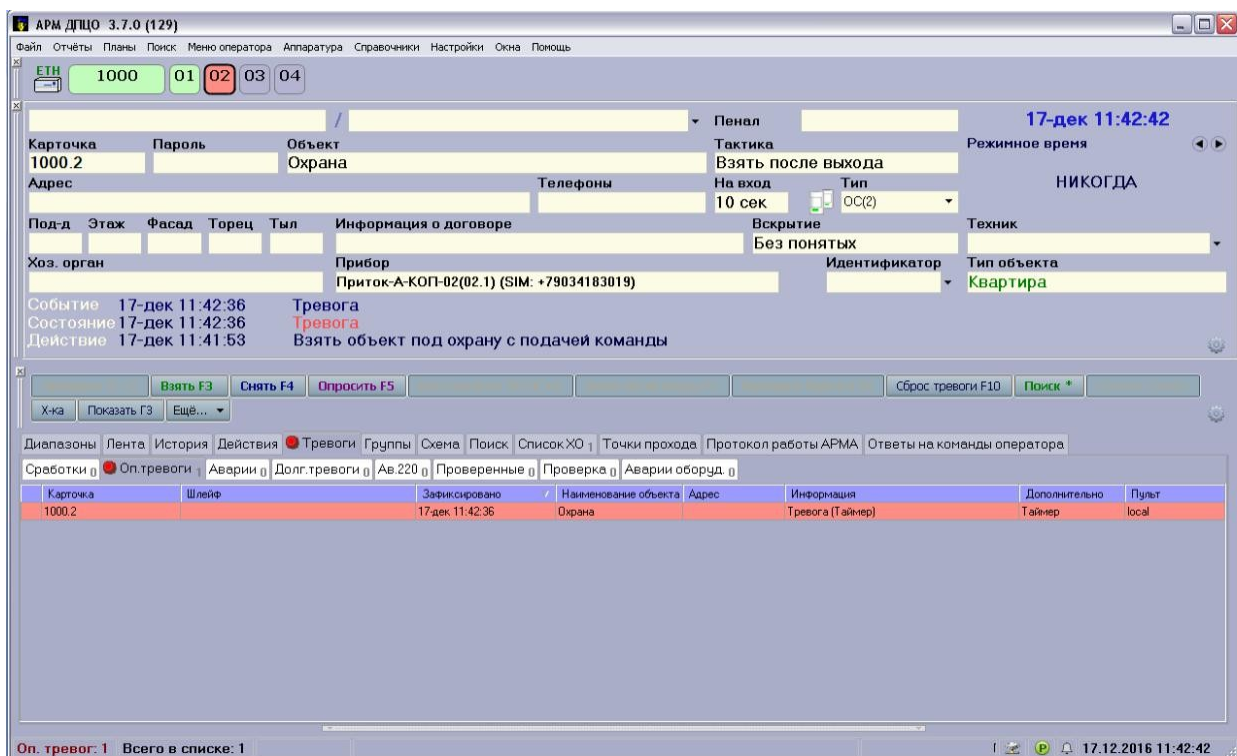 АРМ ДПЦО 3.7.0 (129)
Файл Отчёты Планы Поиск Меню оператора Аппаратура Справочники Настройки Окна Помощь
ETH 1000 01 02 03 04
/ Пенал 17-дек 11:42:42
Карточка Пароль Объект Тактика Режимное время
1000.2 Охрана Взять после выхода
НИКОГДА
Адрес Телефоны На вход Тип
10 сек ОС(2)
Под-д Этаж Фасад Торец Тыл Информация о договоре Вскрытие Техник
Без понятых
Хоз. орган Прибор Идентификатор Тип объекта
Приток-А-КОП-02(02.1) (SIM: +79034183019) Квартира
Событие 17-дек 11:42:36 Тревога
Состояние 17-дек 11:42:36 Тревога
Действие 17-дек 11:41:53 Взять объект под охрану с подачей команды
Взять F3 Снять F4 Опросить F5 Сброс тревоги F10 Поиск *
Х-ка Показать ГЗ Ещё...
Диапазоны Лента История Действия Тревоги Группы Схема Поиск Список ХО 1 Точки прохода Протокол работы АРМА Ответы на команды оператора
Сработки 0 Оп.тревоги 1 Аварии 0 Долг.тревоги 0 Ав.220 0 Проверенные 0 Проверка 0 Аварии оборуд. 0
Карточка Шлейф Зафиксировано / Наименование объекта Адрес Информация Дополнительно Пульт
1000.2 17-дек 11:42:36 Охрана Тревога (Таймер) Таймер local
Оп. тревог: 1 Всего в списке: 1 P 17.12.2016 11:42:42